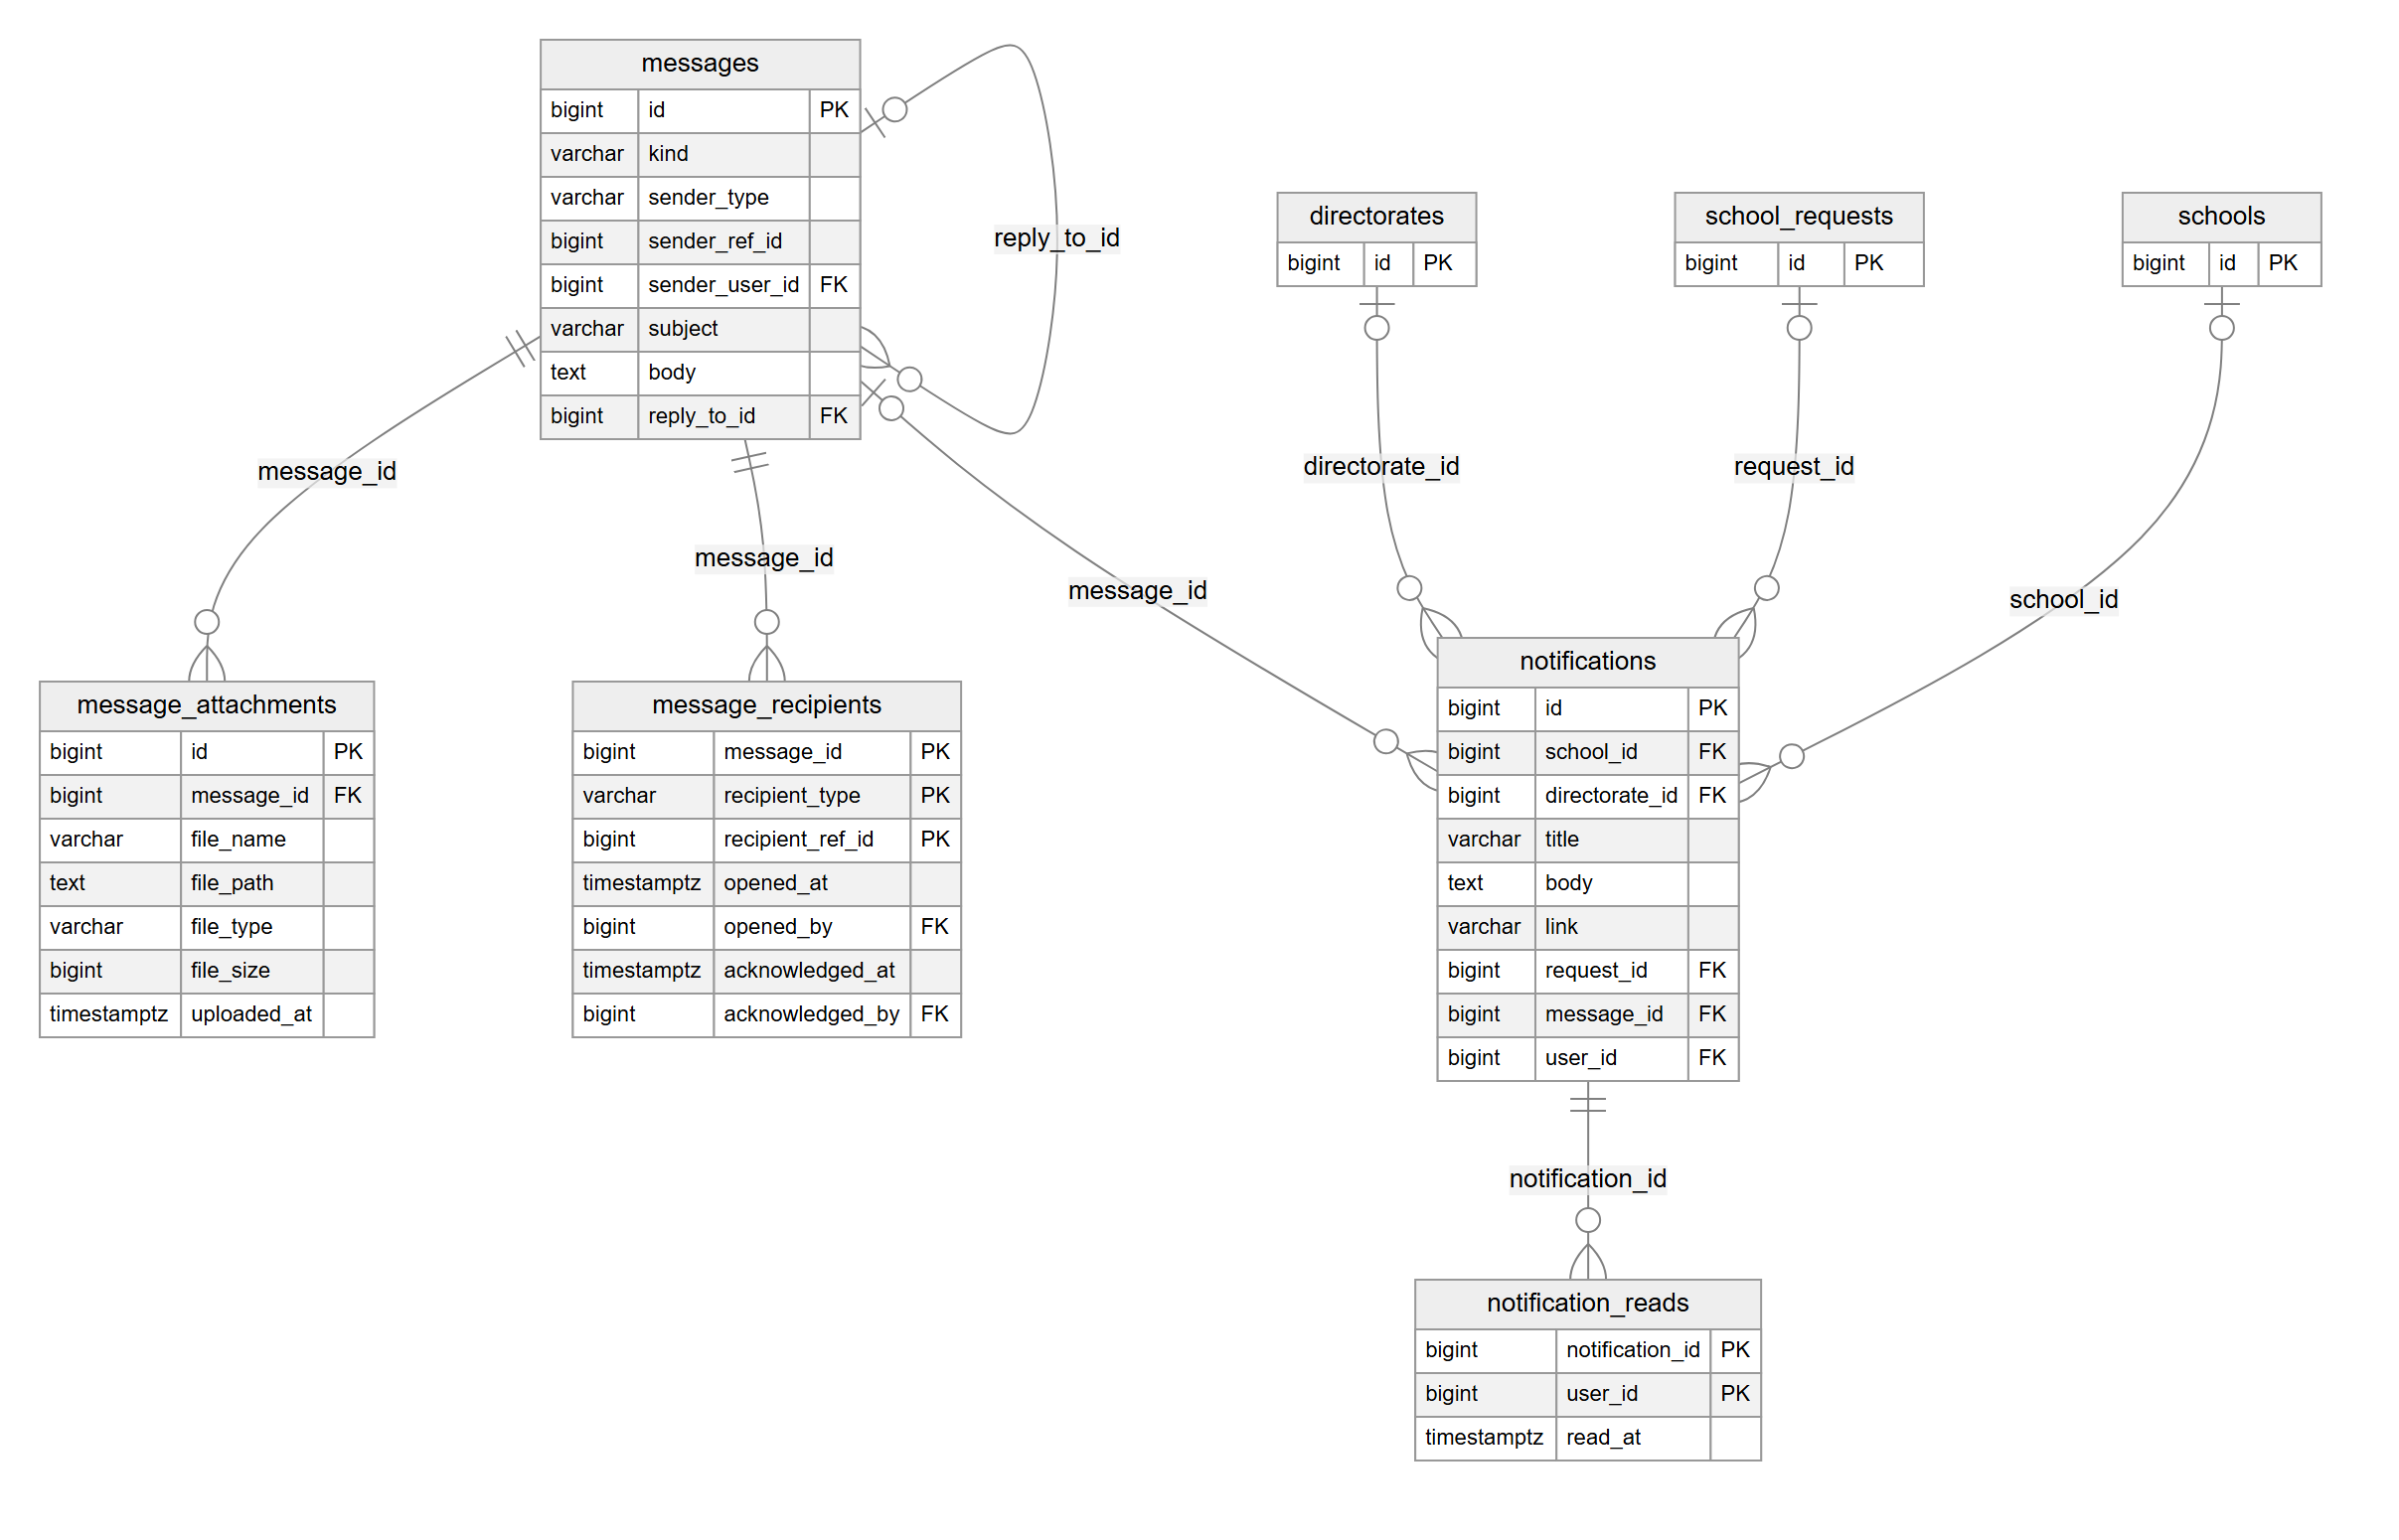 messages
bigint id PK
varchar kind
varchar sender_type
bigint sender_ref_id
bigint sender_user_id FK
varchar subject
text body
bigint reply_to_id FK
reply_to_id
directorates
bigint id PK
school_requests
bigint id PK
schools
bigint id PK
message_id
message_id
message_id
directorate_id
request_id
school_id
message_attachments
bigint id PK
bigint message_id FK
varchar file_name
text file_path
varchar file_type
bigint file_size
timestamptz uploaded_at
message_recipients
bigint message_id PK
varchar recipient_type PK
bigint recipient_ref_id PK
timestamptz opened_at
bigint opened_by FK
timestamptz acknowledged_at
bigint acknowledged_by FK
notifications
bigint id PK
bigint school_id FK
bigint directorate_id FK
varchar title
text body
varchar link
bigint request_id FK
bigint message_id FK
bigint user_id FK
notification_id
notification_reads
bigint notification_id PK
bigint user_id PK
timestamptz read_at